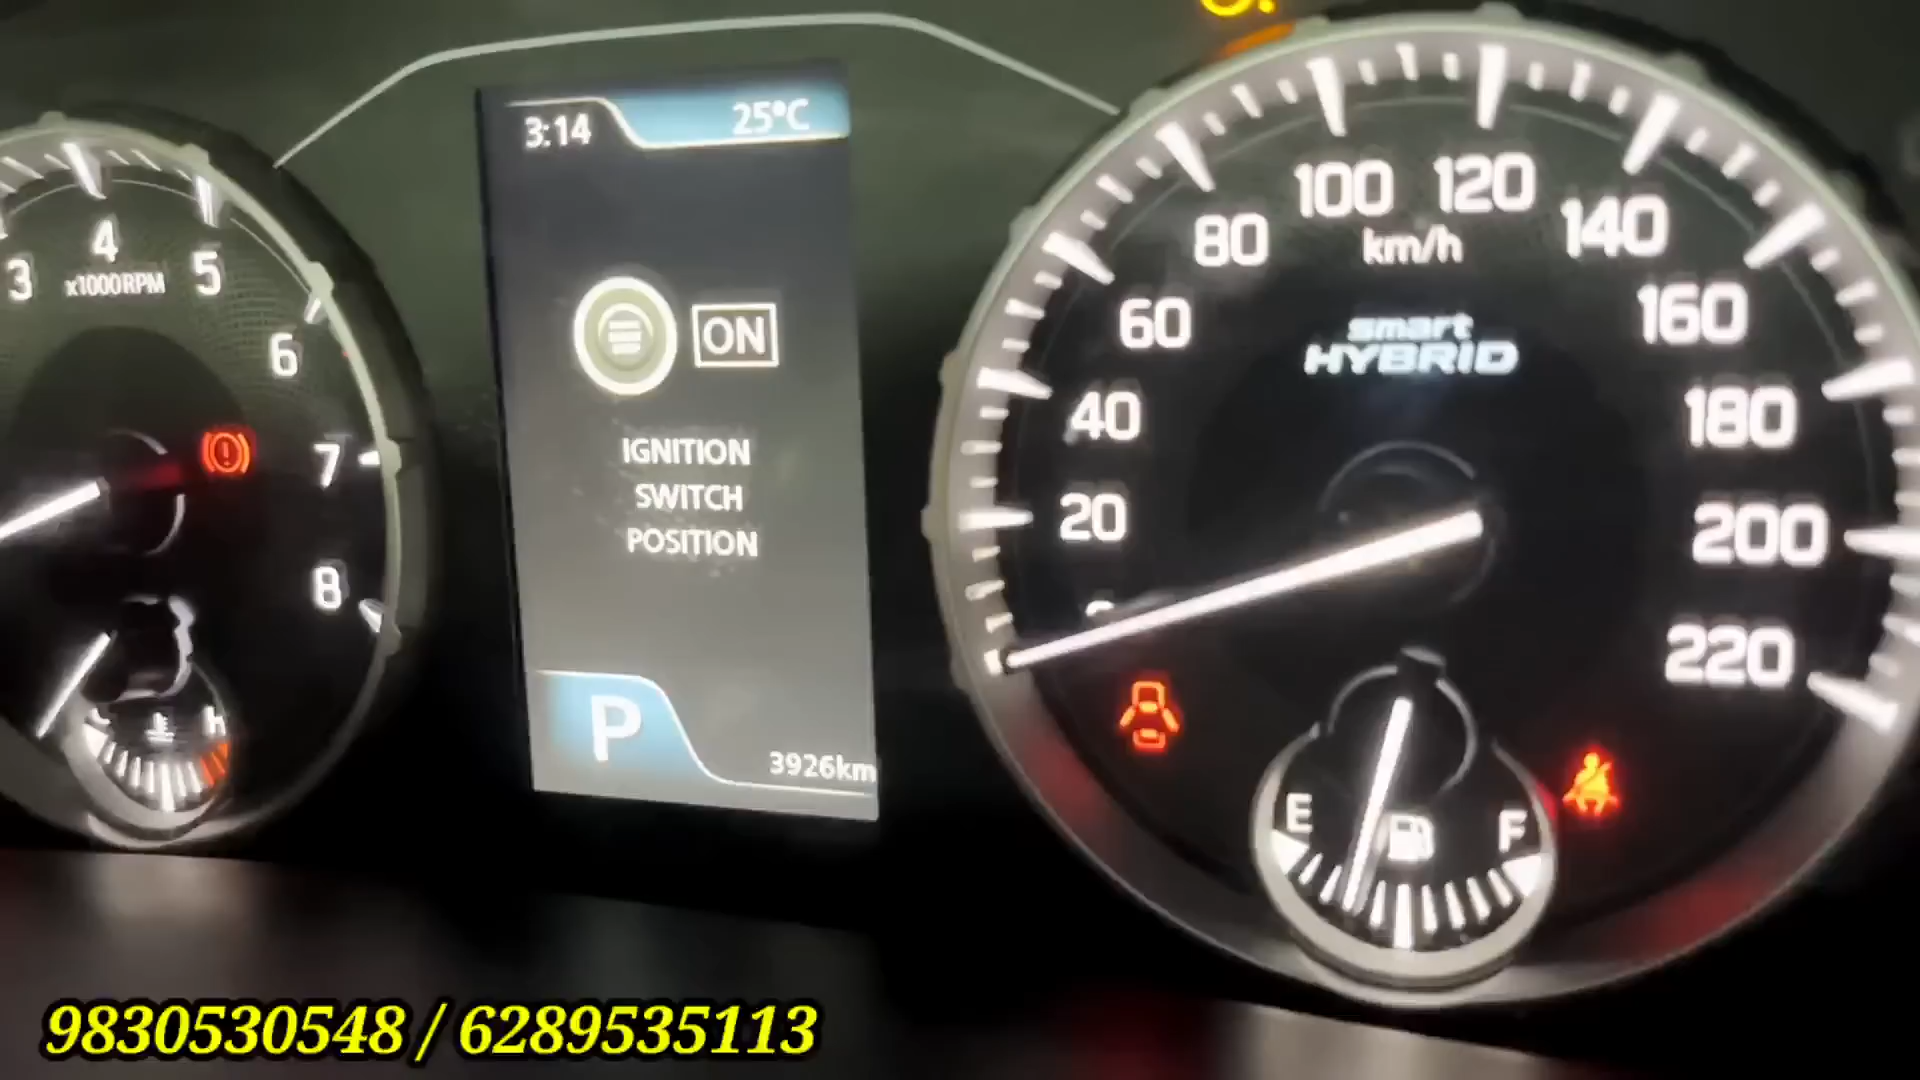 3:14
25°C
3
4
5
6
7
8
x1000RPM
H
ON
IGNITION
SWITCH
POSITION
P
3926km
20
40
60
80
100
120
140
160
180
200
220
km/h
smart
HYBRID
E
F
9830530548 / 6289535113